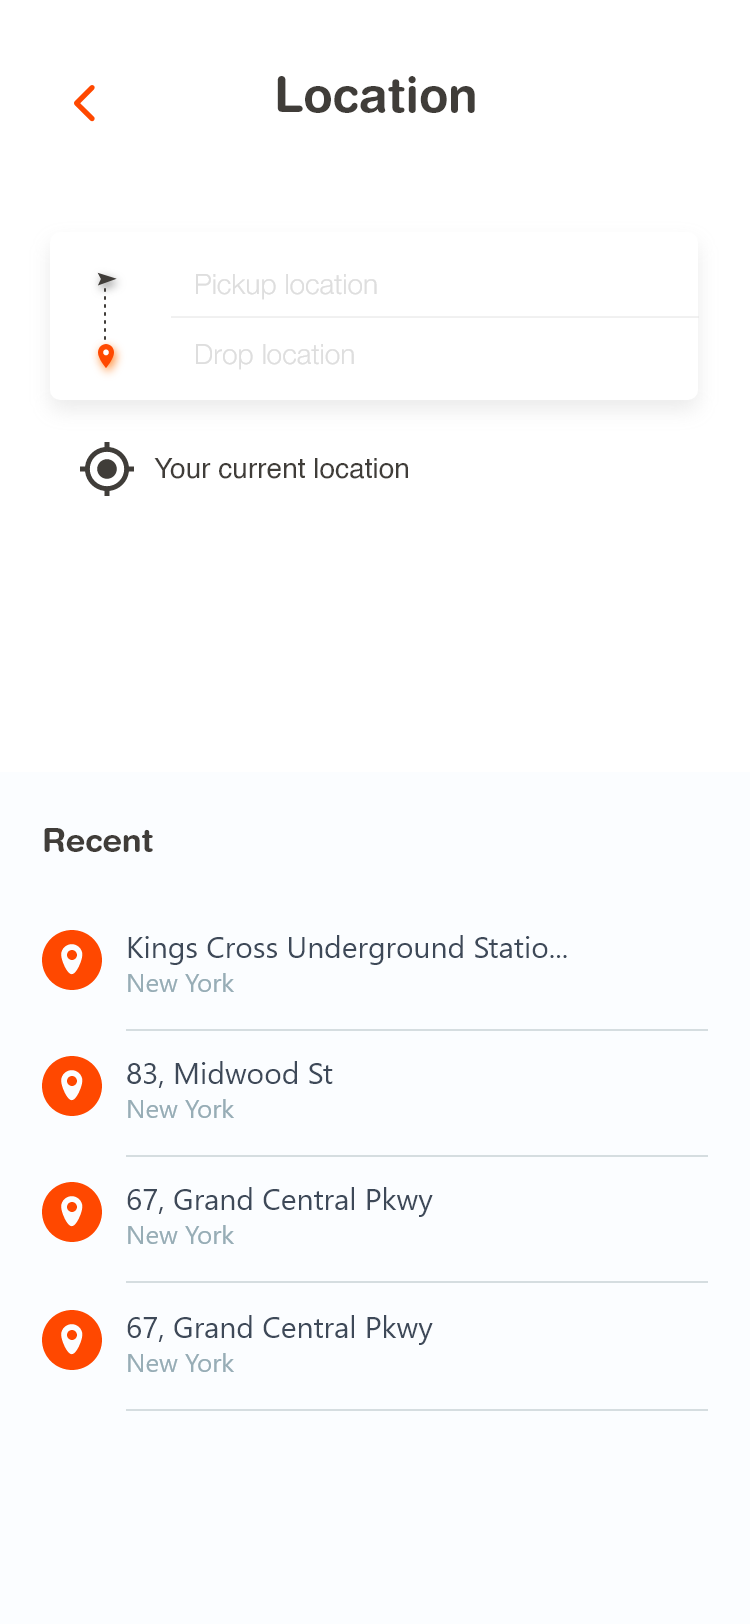 Location
Pickup location
Drop location
Your current location
Recent
Kings Cross Underground Statio...
New York
83, Midwood St
New York
67, Grand Central Pkwy
New York
67, Grand Central Pkwy
New York